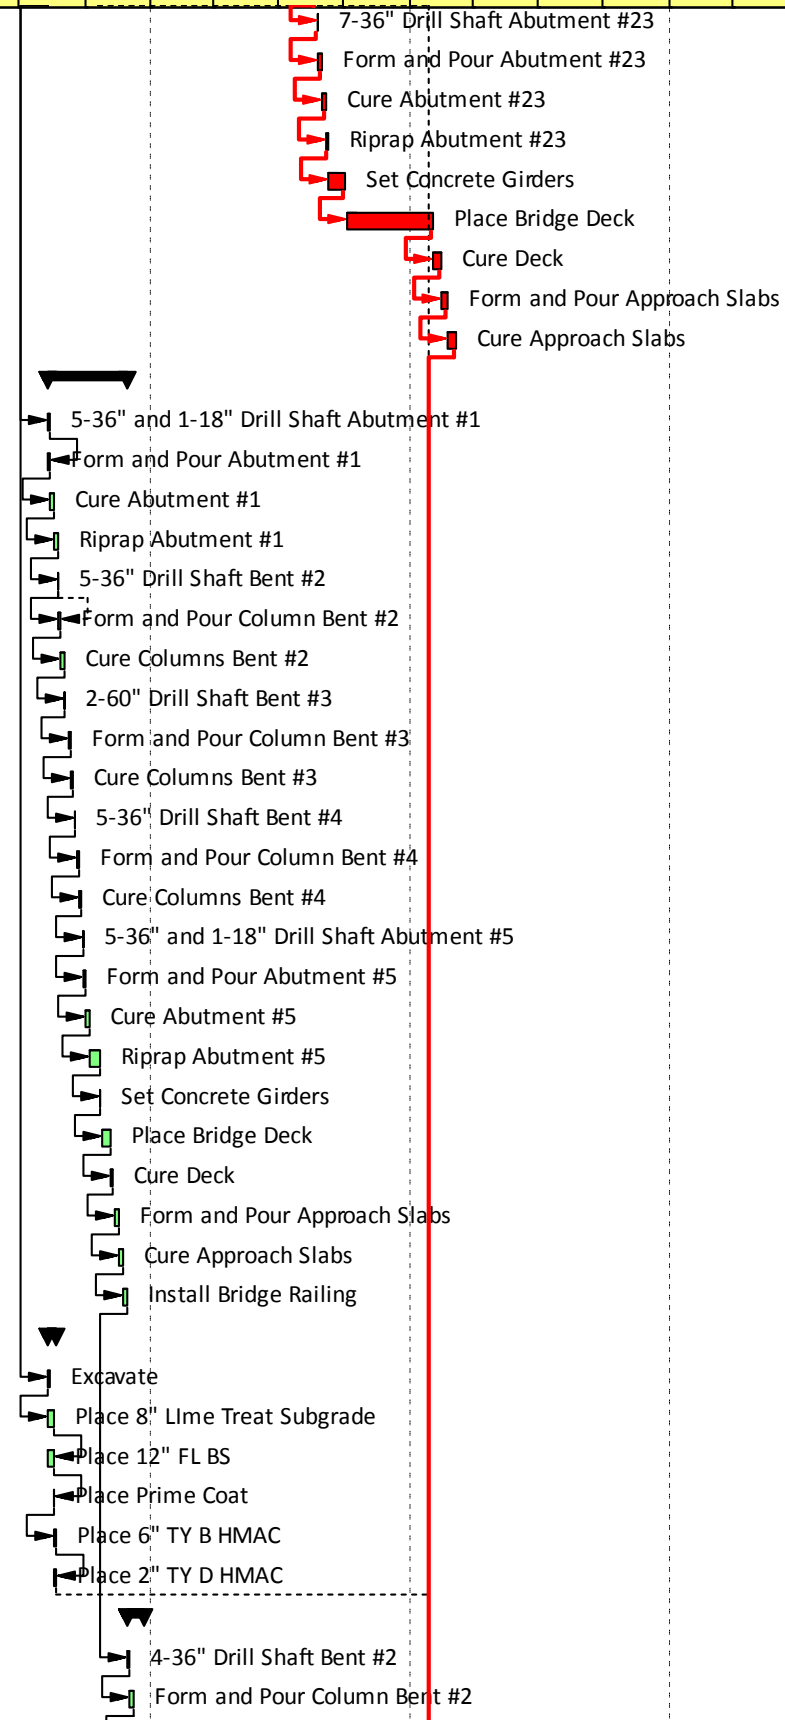 7-36" Drill Shaft Abutment #23
Form and Pour Abutment #23
Cure Abutment #23
Riprap Abutment #23
Set Concrete Girders
Place Bridge Deck
Cure Deck
Form and Pour Approach Slabs
Cure Approach Slabs
5-36" and 1-18" Drill Shaft Abutment #1
Form and Pour Abutment #1
Cure Abutment #1
Riprap Abutment #1
5-36" Drill Shaft Bent #2
Form and Pour Column Bent #2
Cure Columns Bent #2
2-60" Drill Shaft Bent #3
Form and Pour Column Bent #3
Cure Columns Bent #3
5-36" Drill Shaft Bent #4
Form and Pour Column Bent #4
Cure Columns Bent #4
5-36" and 1-18" Drill Shaft Abutment #5
Form and Pour Abutment #5
Cure Abutment #5
Riprap Abutment #5
Set Concrete Girders
Place Bridge Deck
Cure Deck
Form and Pour Approach Slabs
Cure Approach Slabs
Install Bridge Railing
Excavate
Place 8" LIme Treat Subgrade
Place 12" FL BS
Place Prime Coat
Place 6" TY B HMAC
Place 2" TY D HMAC
4-36" Drill Shaft Bent #2
Form and Pour Column Bent #2